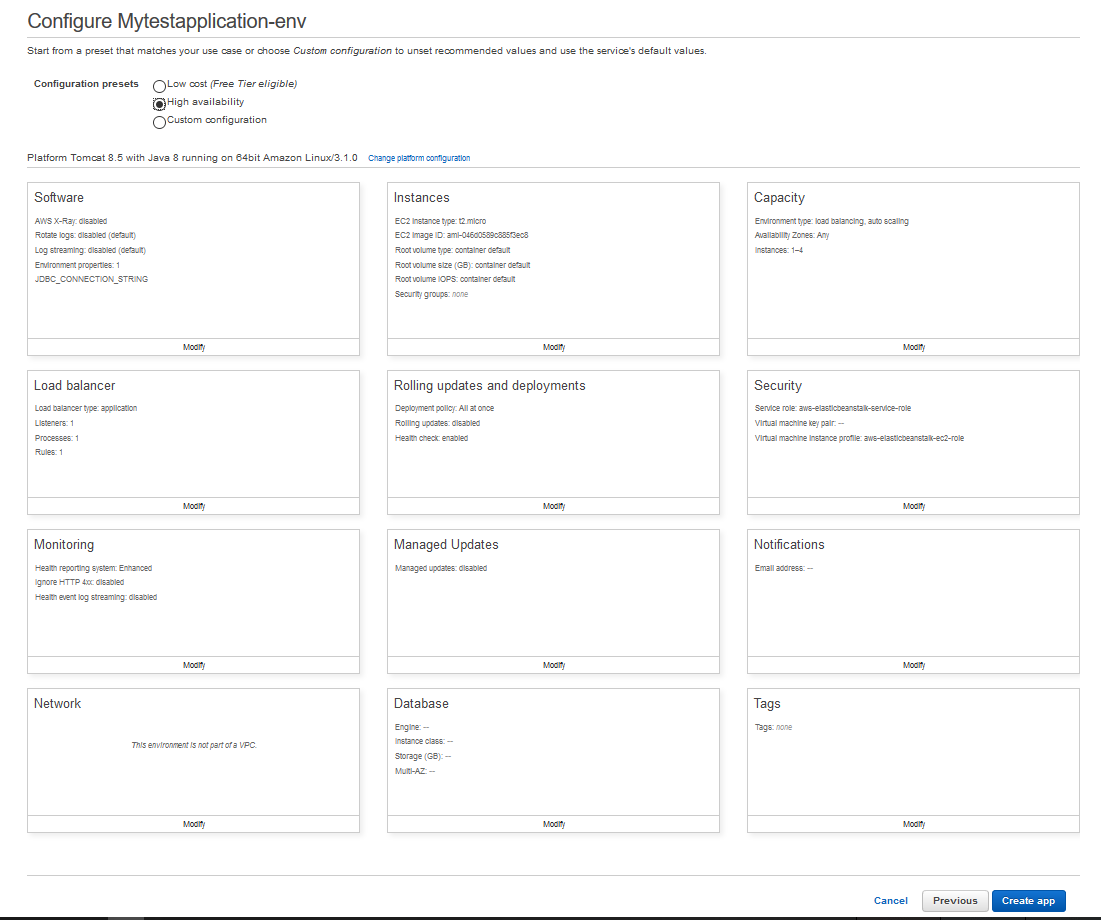 Configure Mytestapplication-env
Start from a preset that matches your use case or choose Custom configuration to unset recommended values and use the service's default values.
Configuration presets
Low cost (Free Tier eligible)
High availability
Custom configuration
Platform Tomcat 8.5 with Java 8 running on 64bit Amazon Linux/3.1.0 Change platform configuration
Software
AWS X-Ray: disabled
Rotate logs: disabled (default)
Log streaming: disabled (default)
Environment properties: 1
JDBC_CONNECTION_STRING
Modify
Instances
EC2 instance type: t2.micro
EC2 image ID: ami-046d0589c885f3ec8
Root volume type: container default
Root volume size (GB): container default
Root volume IOPS: container default
Security groups: none
Modify
Capacity
Environment type: load balancing, auto scaling
Availability Zones: Any
Instances: 1–4
Modify
Load balancer
Load balancer type: application
Listeners: 1
Processes: 1
Rules: 1
Modify
Rolling updates and deployments
Deployment policy: All at once
Rolling updates: disabled
Health check: enabled
Modify
Security
Service role: aws-elasticbeanstalk-service-role
Virtual machine key pair: --
Virtual machine instance profile: aws-elasticbeanstalk-ec2-role
Modify
Monitoring
Health reporting system: Enhanced
Ignore HTTP 4xx: disabled
Health event log streaming: disabled
Modify
Managed Updates
Managed updates: disabled
Modify
Notifications
Email address: --
Modify
Network
This environment is not part of a VPC.
Modify
Database
Engine: --
Instance class: --
Storage (GB): --
Multi-AZ: --
Modify
Tags
Tags: none
Modify
Cancel
Previous
Create app